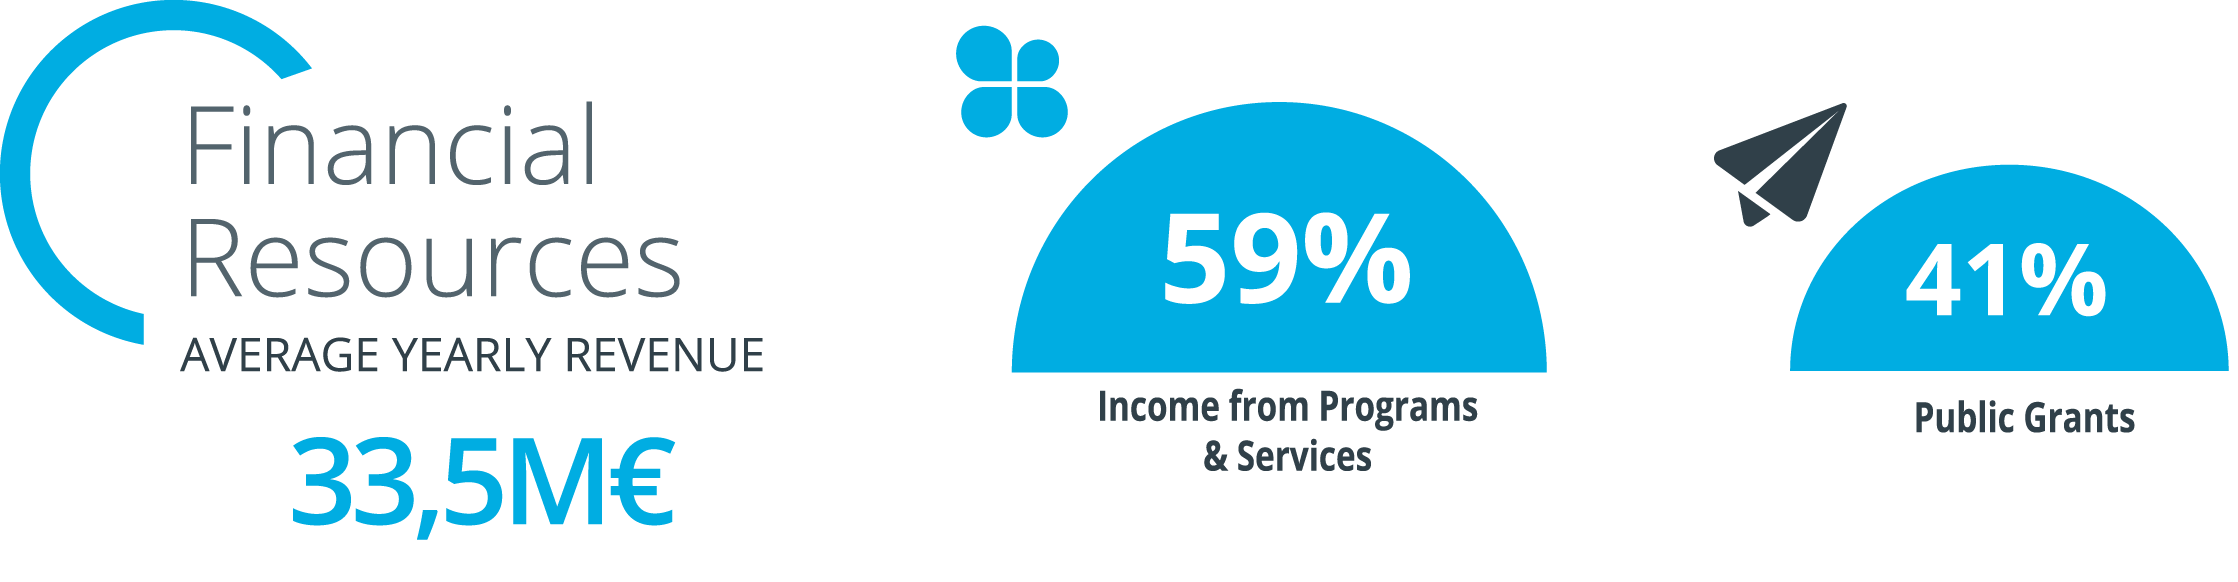 Financial
Resources
AVERAGE YEARLY REVENUE
33,5M€
59%
Income from Programs
& Services
41%
Public Grants